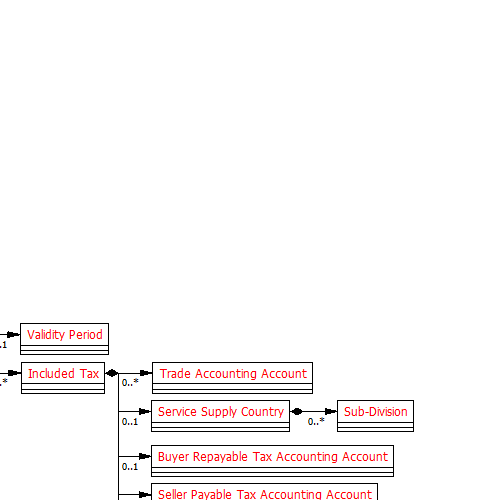 Validity Period
..1
Included Tax
..*
0..*
Trade Accounting Account
0..1
Service Supply Country
0..*
Sub-Division
0..1
Buyer Repayable Tax Accounting Account
Seller Payable Tax Accounting Account